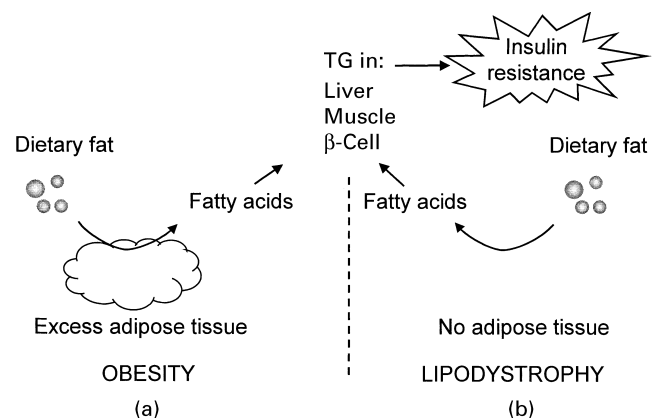 TG in:
Liver
Muscle
β-Cell
Insulin
resistance
Dietary fat
Fatty acids
Excess adipose tissue
OBESITY
(a)
Dietary fat
Fatty acids
No adipose tissue
LIPODYSTROPHY
(b)